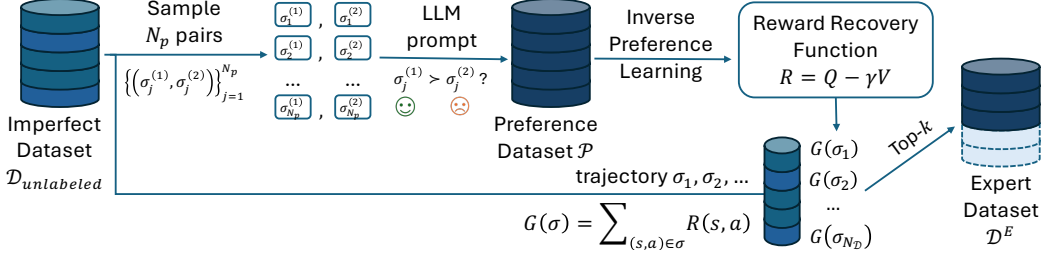 Sample
N_p pairs
{(σ_j^(1), σ_j^(2))}_{j=1}^{N_p}
Imperfect
Dataset
𝒟_unlabeled
σ_1^(1) , σ_1^(2)
σ_2^(1) , σ_2^(2)
... ...
σ_{N_p}^(1) , σ_{N_p}^(2)
LLM
prompt
σ_j^(1) ≻ σ_j^(2) ?
Preference
Dataset 𝒫
Inverse
Preference
Learning
Reward Recovery
Function
R = Q − γV
trajectory σ_1, σ_2, ...
G(σ) = ∑_{(s,a)∈σ} R(s, a)
G(σ_1)
G(σ_2)
...
G(σ_{N_𝒟})
Top-k
Expert
Dataset
𝒟^E